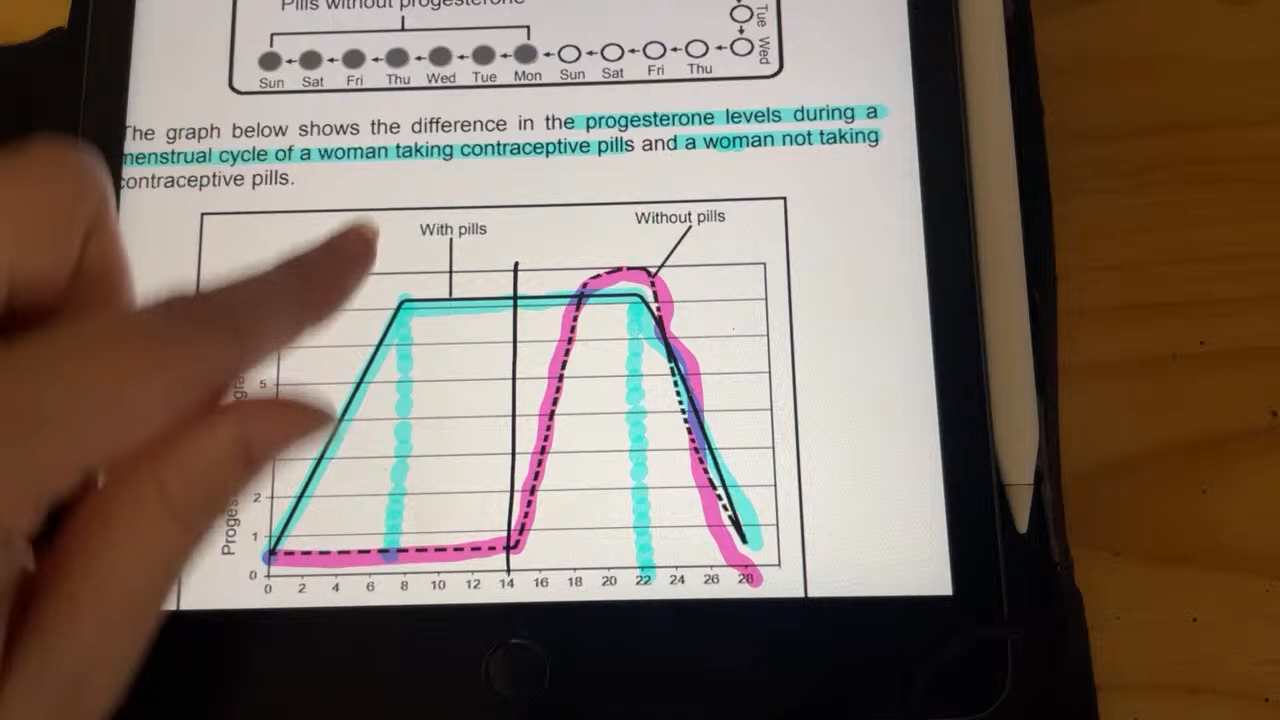 Pills without progesterone
Tue
Wed
Sun Sat Fri Thu Wed Tue Mon Sun Sat Fri Thu
The graph below shows the difference in the progesterone levels during a
menstrual cycle of a woman taking contraceptive pills and a woman not taking
contraceptive pills.
Without pills
With pills
5
2
1
0
0 2 4 6 8 10 12 14 16 18 20 22 24 26 28